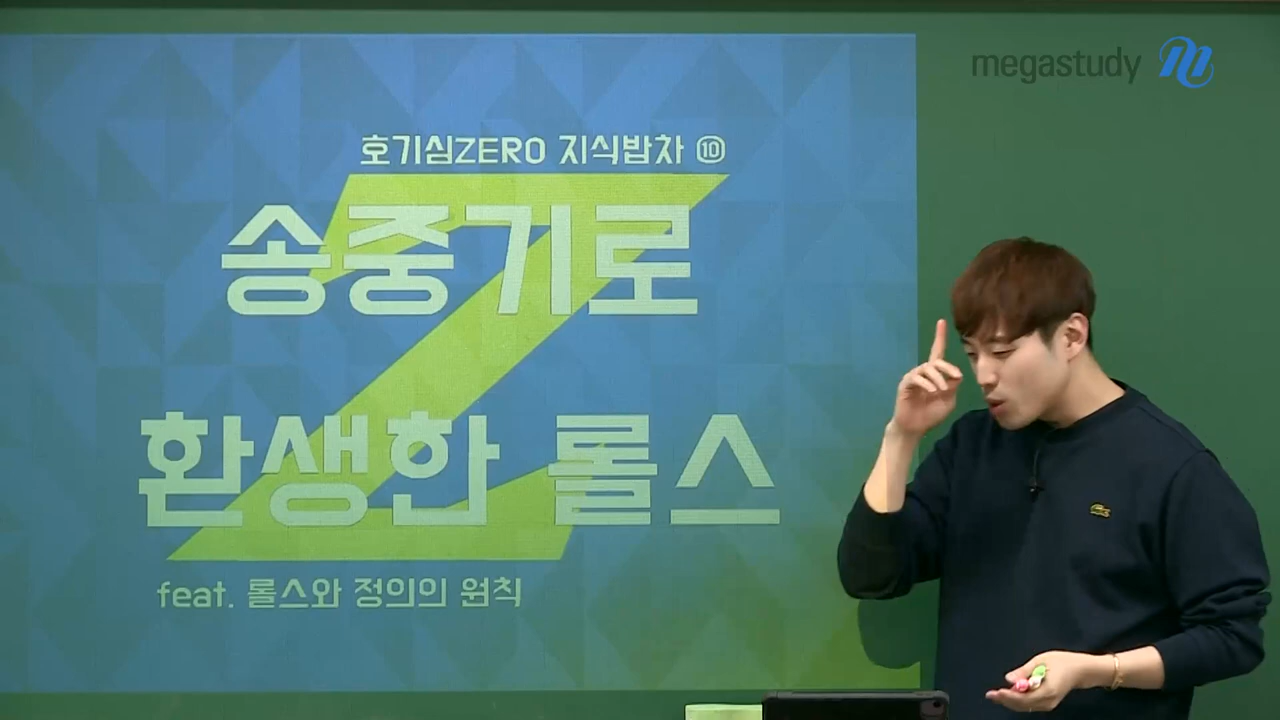 megastudy
호기심ZERO 지식밥차 ⑩
송중기로
환생한 롤스
feat. 롤스와 정의의 원칙